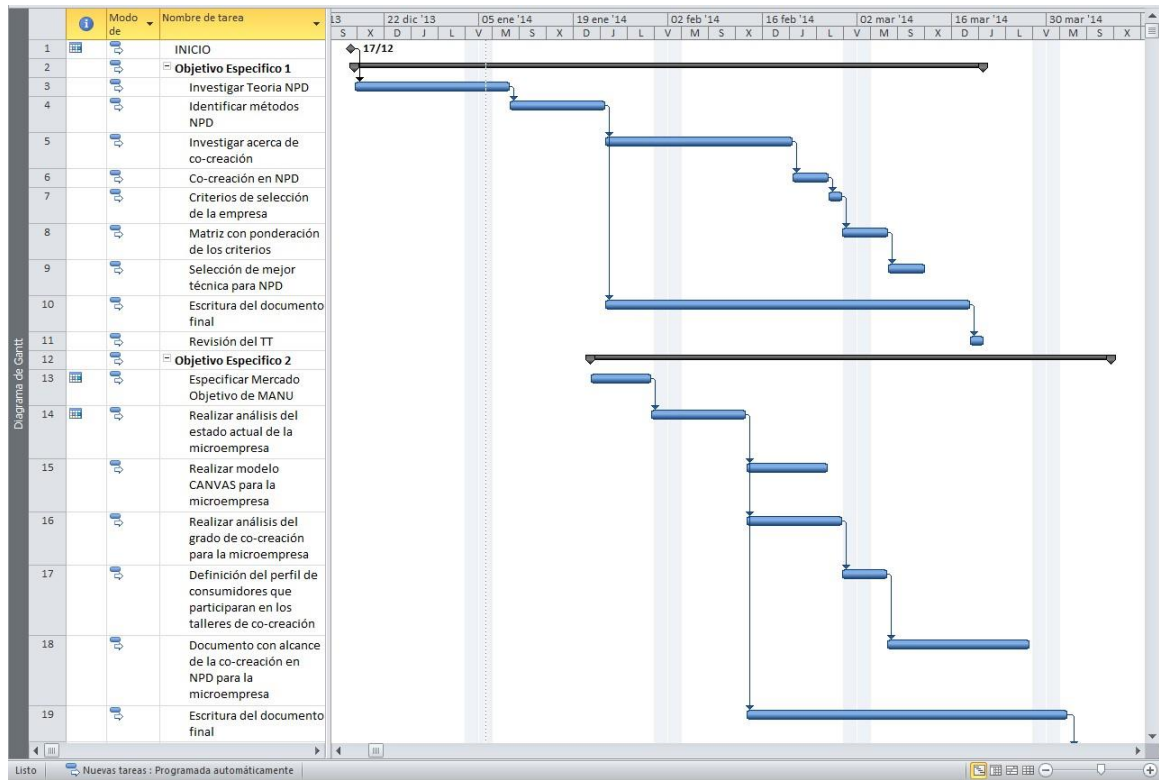 Modo de
Nombre de tarea
13
22 dic '13
05 ene '14
19 ene '14
02 feb '14
16 feb '14
02 mar '14
16 mar '14
30 mar '14
S X D J L V M S X D J L V M S X D J L V M S X D J L V M S X
1 INICIO
17/12
2 Objetivo Especifico 1
3 Investigar Teoria NPD
4 Identificar métodos
NPD
5 Investigar acerca de
co-creación
6 Co-creación en NPD
7 Criterios de selección
de la empresa
8 Matriz con ponderación
de los criterios
9 Selección de mejor
técnica para NPD
10 Escritura del documento
final
11 Revisión del TT
12 Objetivo Especifico 2
13 Especificar Mercado
Objetivo de MANU
14 Realizar análisis del
estado actual de la
microempresa
15 Realizar modelo
CANVAS para la
microempresa
16 Realizar análisis del
grado de co-creación
para la microempresa
17 Definición del perfil de
consumidores que
participaran en los
talleres de co-creación
18 Documento con alcance
de la co-creación en
NPD para la
microempresa
19 Escritura del documento
final
Diagrama de Gantt
Listo
Nuevas tareas : Programada automáticamente